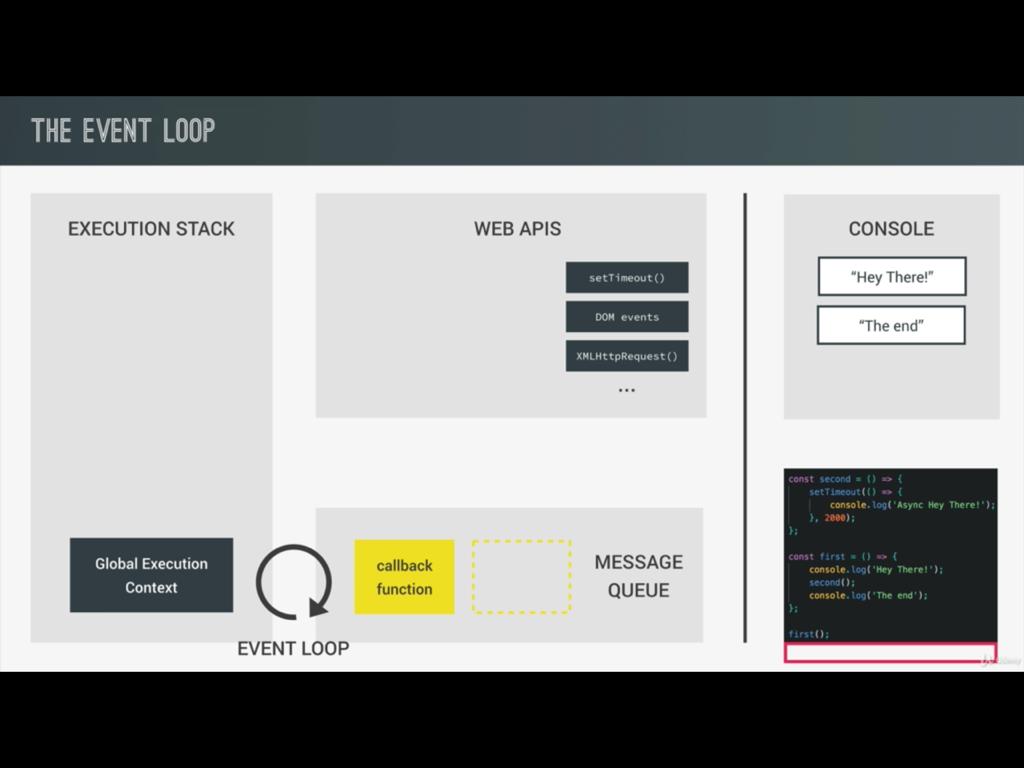 THE EVENT LOOP
EXECUTION STACK
WEB APIS
setTimeout()
DOM events
XMLHttpRequest()
...
CONSOLE
“Hey There!”
“The end”
Global Execution
Context
EVENT LOOP
callback
function
MESSAGE
QUEUE
const second = () => {
setTimeout(() => {
console.log('Async Hey There!');
}, 2000);
};
const first = () => {
console.log('Hey There!');
second();
console.log('The end');
};
first();